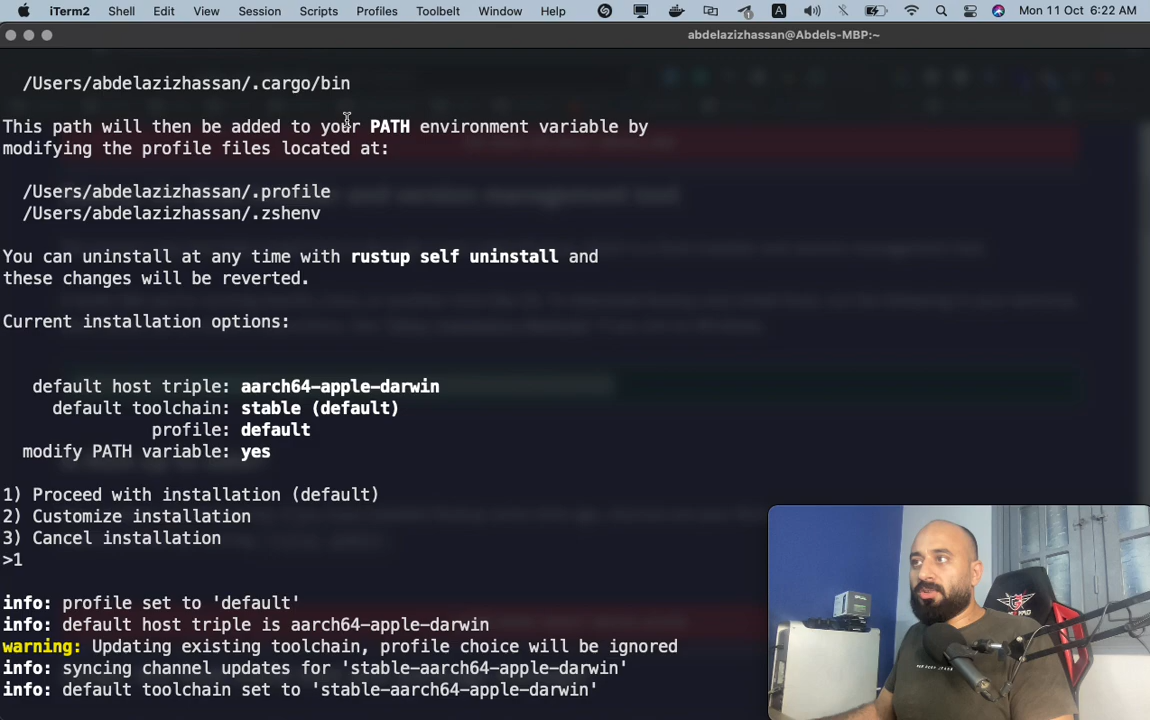 iTerm2 Shell Edit View Session Scripts Profiles Toolbelt Window Help A Mon 11 Oct 6:22 AM
abdelazizhassan@Abdels-MBP:~
/Users/abdelazizhassan/.cargo/bin
This path will then be added to your PATH environment variable by
modifying the profile files located at:
/Users/abdelazizhassan/.profile
/Users/abdelazizhassan/.zshenv
You can uninstall at any time with rustup self uninstall and
these changes will be reverted.
Current installation options:
default host triple: aarch64-apple-darwin
default toolchain: stable (default)
profile: default
modify PATH variable: yes
1) Proceed with installation (default)
2) Customize installation
3) Cancel installation
>1
info: profile set to 'default'
info: default host triple is aarch64-apple-darwin
warning: Updating existing toolchain, profile choice will be ignored
info: syncing channel updates for 'stable-aarch64-apple-darwin'
info: default toolchain set to 'stable-aarch64-apple-darwin'